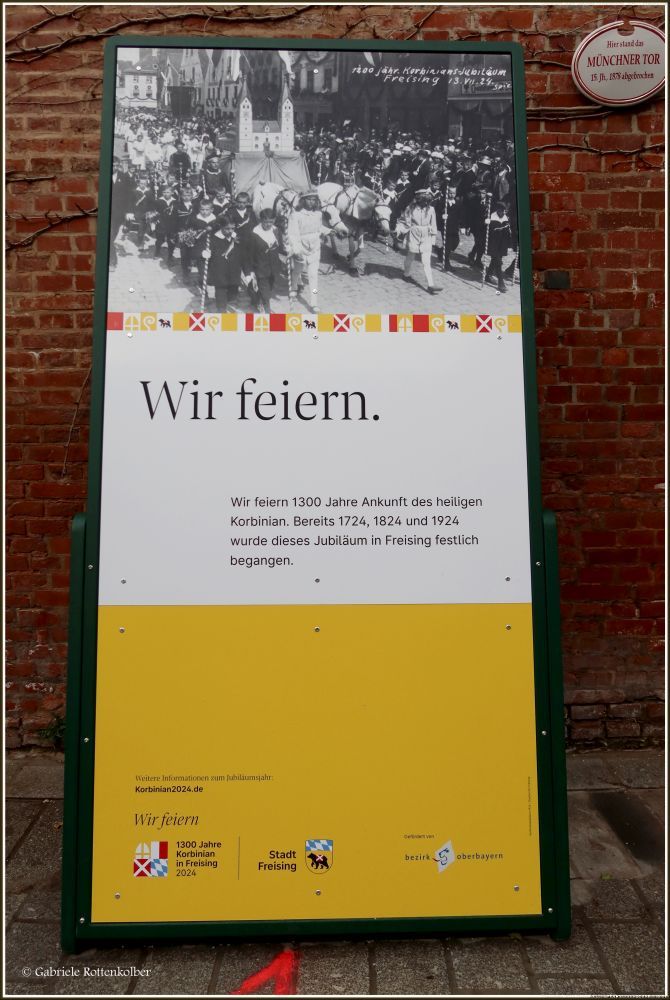 Hier stand das
MÜNCHNER TOR
15. Jh., 1878 abgebrochen
1200 jähr. Korbinians-Jubiläum
Freising 13.VII.24.
Wir feiern.
Wir feiern 1300 Jahre Ankunft des heiligen
Korbinian. Bereits 1724, 1824 und 1924
wurde dieses Jubiläum in Freising festlich
begangen.
Weitere Informationen zum Jubiläumsjahr:
Korbinian2024.de
Wir feiern
1300 Jahre
Korbinian
in Freising
2024
Stadt
Freising
Gefördert von
bezirk oberbayern
© Gabriele Rottenkolber